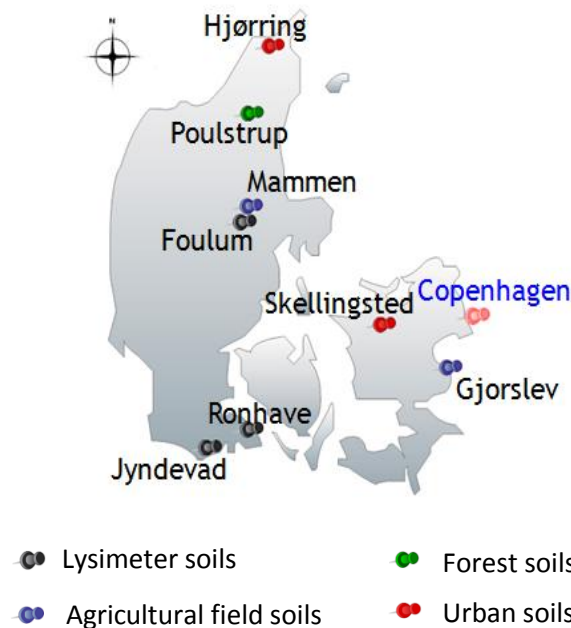 N
Hjørring
Poulstrup
Mammen
Foulum
Skellingsted
Copenhagen
Gjorslev
Ronhave
Jyndevad
Lysimeter soils
Forest soils
Agricultural field soils
Urban soils